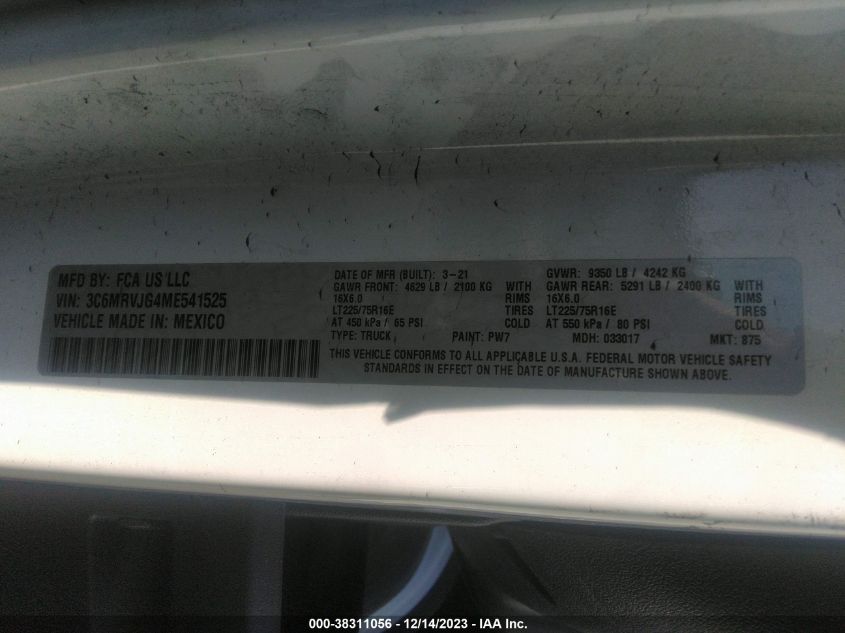 MFD BY: FCA US LLC
VIN: 3C6MRVJG4ME541525
VEHICLE MADE IN: MEXICO
DATE OF MFR (BUILT): 3-21
GAWR FRONT: 4629 LB / 2100 KG WITH
16X6.0 RIMS
LT225/75R16E TIRES
AT 450 kPa / 65 PSI COLD
TYPE: TRUCK PAINT: PW7
GVWR: 9350 LB / 4242 KG
GAWR REAR: 5291 LB / 2400 KG WITH
16X6.0 RIMS
LT225/75R16E TIRES
AT 550 kPa / 80 PSI COLD
MDH: 033017 MKT: 875
THIS VEHICLE CONFORMS TO ALL APPLICABLE U.S.A. FEDERAL MOTOR VEHICLE SAFETY
STANDARDS IN EFFECT ON THE DATE OF MANUFACTURE SHOWN ABOVE.
000-38311056 - 12/14/2023 - IAA Inc.